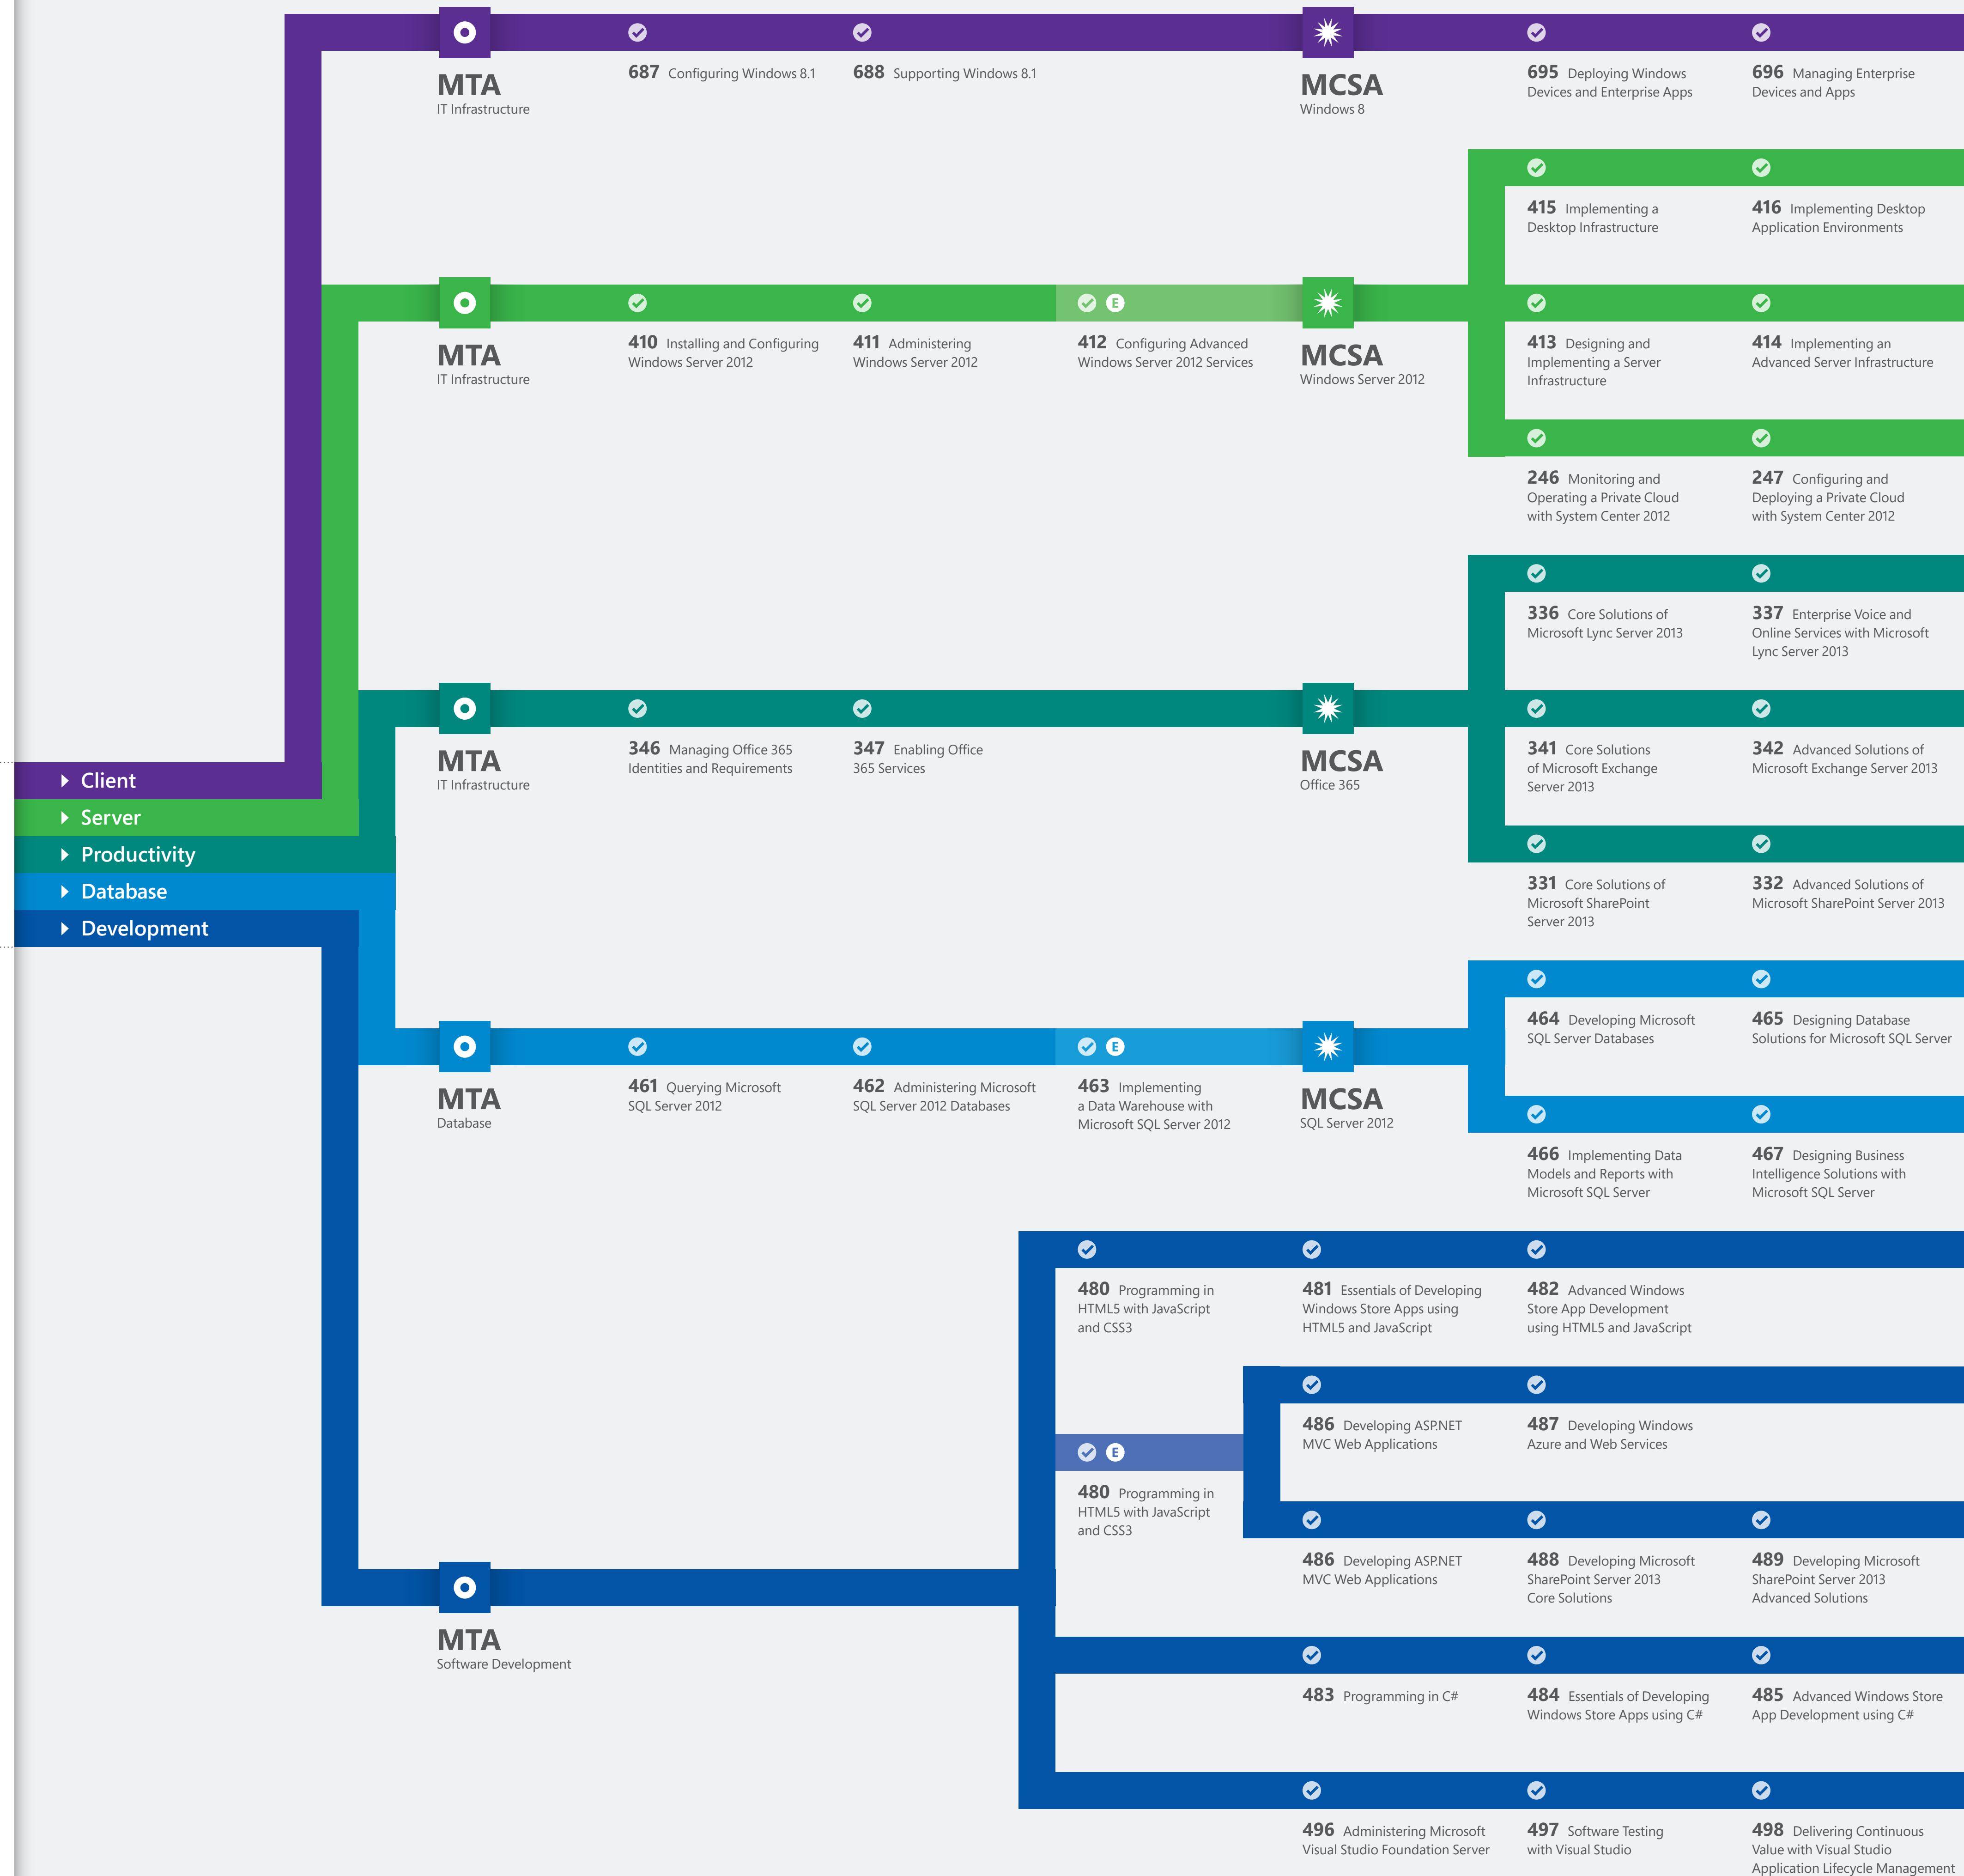 MTA
IT Infrastructure
687 Configuring Windows 8.1
688 Supporting Windows 8.1
MCSA
Windows 8
695 Deploying Windows
Devices and Enterprise Apps
696 Managing Enterprise
Devices and Apps
415 Implementing a
Desktop Infrastructure
416 Implementing Desktop
Application Environments
MTA
IT Infrastructure
410 Installing and Configuring
Windows Server 2012
411 Administering
Windows Server 2012
E
412 Configuring Advanced
Windows Server 2012 Services
MCSA
Windows Server 2012
413 Designing and
Implementing a Server
Infrastructure
414 Implementing an
Advanced Server Infrastructure
246 Monitoring and
Operating a Private Cloud
with System Center 2012
247 Configuring and
Deploying a Private Cloud
with System Center 2012
336 Core Solutions of
Microsoft Lync Server 2013
337 Enterprise Voice and
Online Services with Microsoft
Lync Server 2013
MTA
IT Infrastructure
346 Managing Office 365
Identities and Requirements
347 Enabling Office
365 Services
MCSA
Office 365
341 Core Solutions
of Microsoft Exchange
Server 2013
342 Advanced Solutions of
Microsoft Exchange Server 2013
Client
Server
Productivity
Database
Development
331 Core Solutions of
Microsoft SharePoint
Server 2013
332 Advanced Solutions of
Microsoft SharePoint Server 2013
464 Developing Microsoft
SQL Server Databases
465 Designing Database
Solutions for Microsoft SQL Server
MTA
Database
461 Querying Microsoft
SQL Server 2012
462 Administering Microsoft
SQL Server 2012 Databases
E
463 Implementing
a Data Warehouse with
Microsoft SQL Server 2012
MCSA
SQL Server 2012
466 Implementing Data
Models and Reports with
Microsoft SQL Server
467 Designing Business
Intelligence Solutions with
Microsoft SQL Server
480 Programming in
HTML5 with JavaScript
and CSS3
481 Essentials of Developing
Windows Store Apps using
HTML5 and JavaScript
482 Advanced Windows
Store App Development
using HTML5 and JavaScript
486 Developing ASP.NET
MVC Web Applications
487 Developing Windows
Azure and Web Services
E
480 Programming in
HTML5 with JavaScript
and CSS3
486 Developing ASP.NET
MVC Web Applications
488 Developing Microsoft
SharePoint Server 2013
Core Solutions
489 Developing Microsoft
SharePoint Server 2013
Advanced Solutions
MTA
Software Development
483 Programming in C#
484 Essentials of Developing
Windows Store Apps using C#
485 Advanced Windows Store
App Development using C#
496 Administering Microsoft
Visual Studio Foundation Server
497 Software Testing
with Visual Studio
498 Delivering Continuous
Value with Visual Studio
Application Lifecycle Management